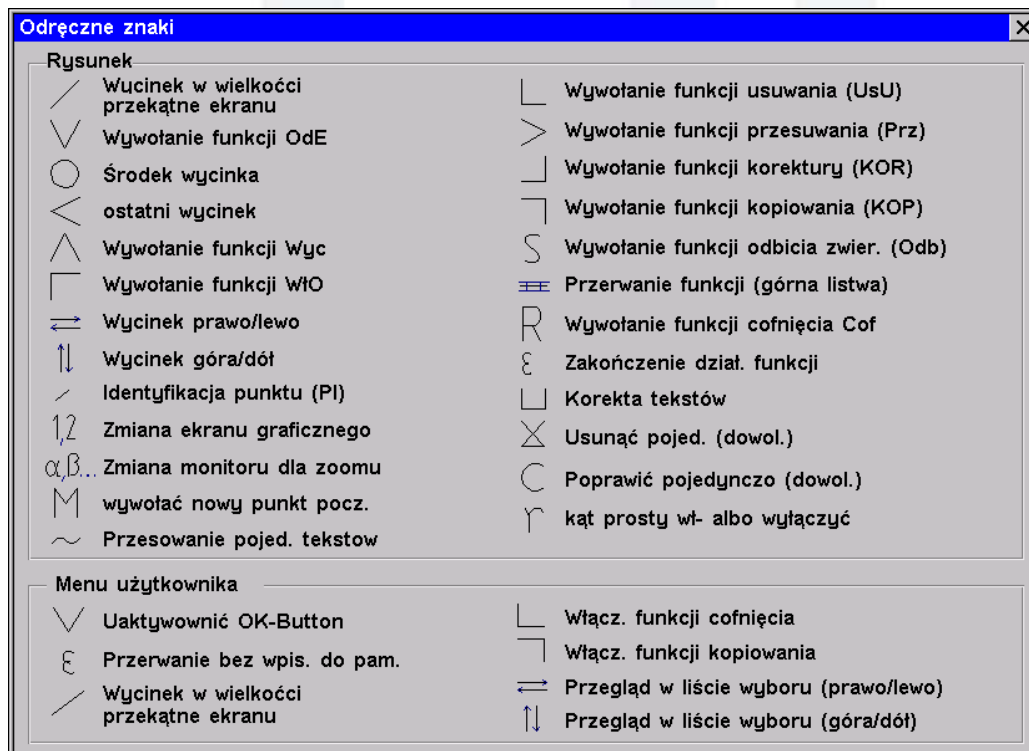 Odręczne znaki
Rysunek
Wycinek w wielkoćci
przekątne ekranu
Wywołanie funkcji OdE
Środek wycinka
ostatni wycinek
Wywołanie funkcji Wyc
Wywołanie funkcji WłO
Wycinek prawo/lewo
Wycinek góra/dół
Identyfikacja punktu (PI)
1,2 Zmiana ekranu graficznego
α,β... Zmiana monitoru dla zoomu
M wywołać nowy punkt pocz.
Przesowanie pojed. tekstow
Wywołanie funkcji usuwania (UsU)
Wywołanie funkcji przesuwania (Prz)
Wywołanie funkcji korektury (KOR)
Wywołanie funkcji kopiowania (KOP)
S Wywołanie funkcji odbicia zwier. (Odb)
Przerwanie funkcji (górna listwa)
R Wywołanie funkcji cofnięcia Cof
ε Zakończenie dział. funkcji
Korekta tekstów
Usunąć pojed. (dowol.)
C Poprawić pojedynczo (dowol.)
r kąt prosty wł- albo wyłączyć
Menu użytkownika
Uaktywownić OK-Button
ε Przerwanie bez wpis. do pam.
Wycinek w wielkoćci
przekątne ekranu
Włącz. funkcji cofnięcia
Włącz. funkcji kopiowania
Przegląd w liście wyboru (prawo/lewo)
Przegląd w liście wyboru (góra/dół)